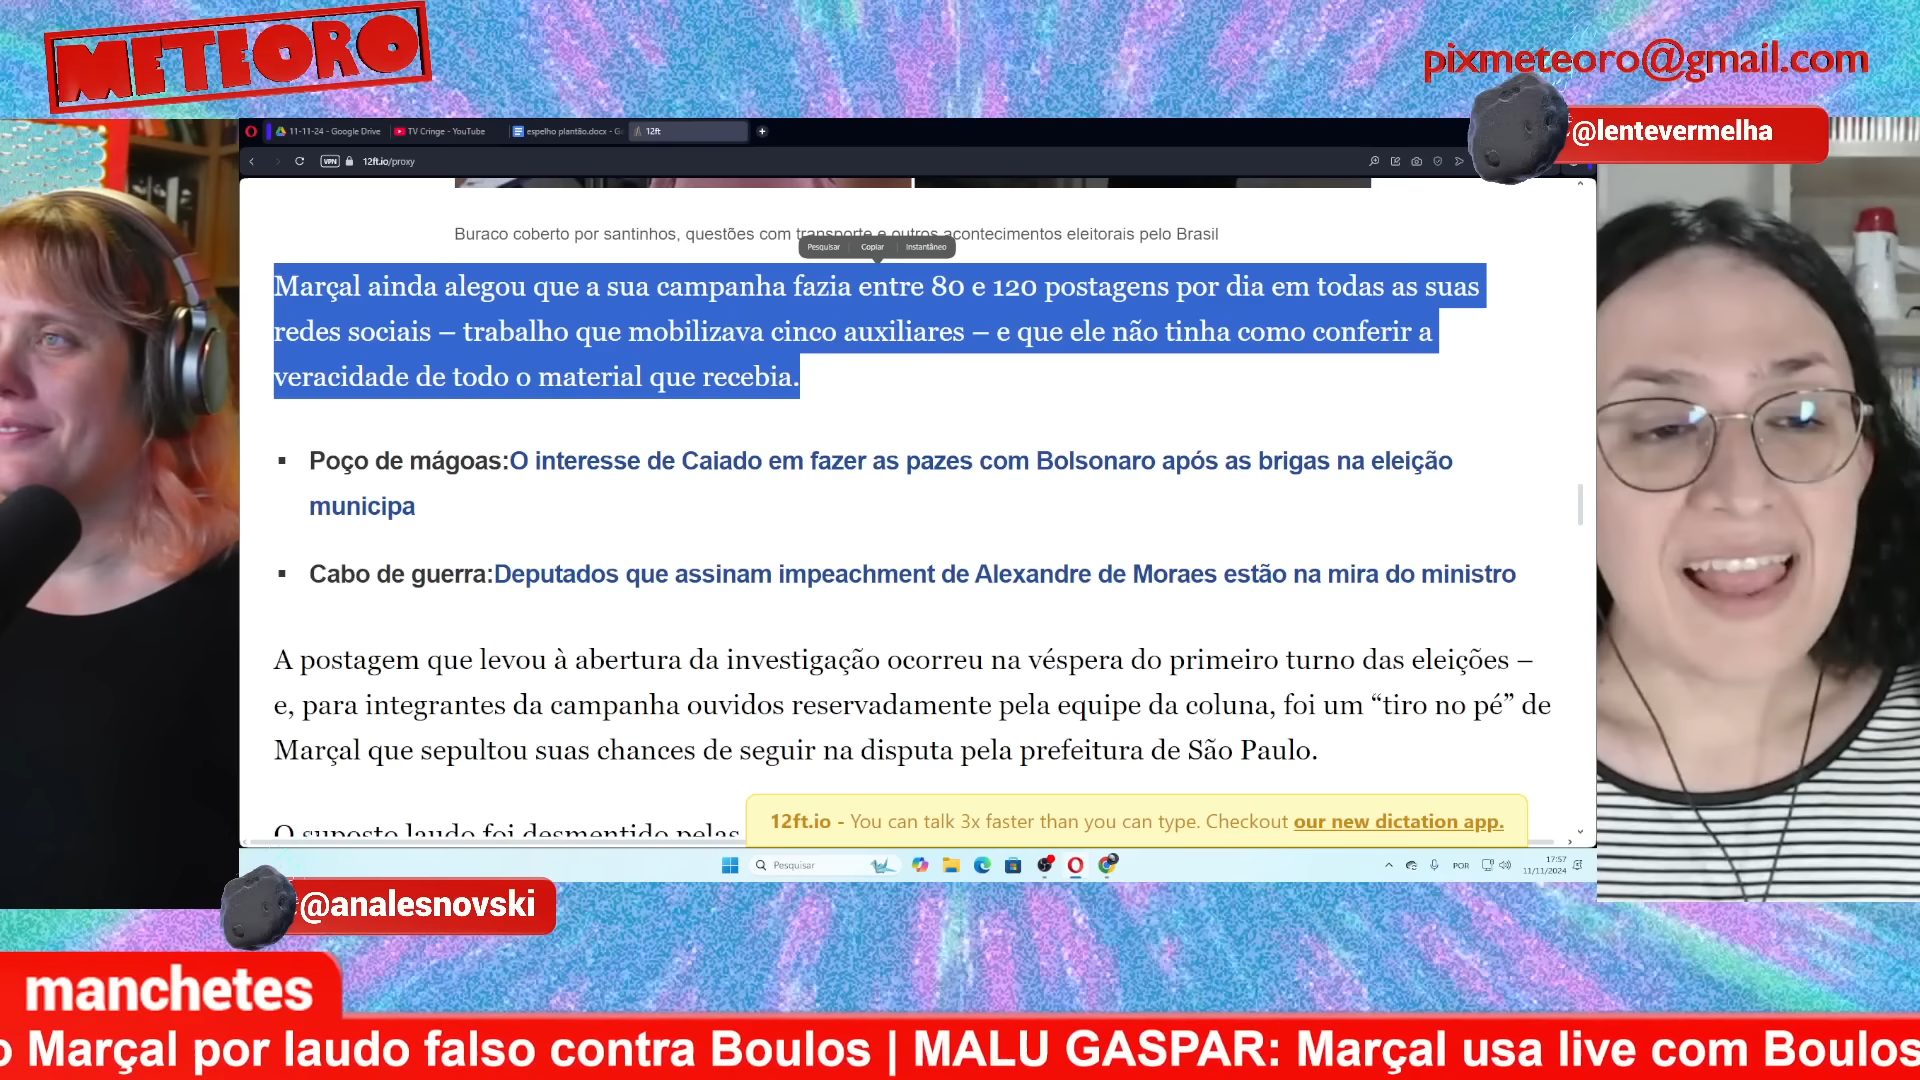 METEORO
pixmeteoro@gmail.com
@lentevermelha
11-11-24 - Google Drive
TV Cringe - YouTube
espelho plantão.docx - G
12ft
VPN
12ft.io/proxy
Buraco coberto por santinhos, questões com transporte e outros acontecimentos eleitorais pelo Brasil
Pesquisar Copiar Instantâneo
Marçal ainda alegou que a sua campanha fazia entre 80 e 120 postagens por dia em todas as suas
redes sociais – trabalho que mobilizava cinco auxiliares – e que ele não tinha como conferir a
veracidade de todo o material que recebia.
Poço de mágoas:O interesse de Caiado em fazer as pazes com Bolsonaro após as brigas na eleição
municipa
Cabo de guerra:Deputados que assinam impeachment de Alexandre de Moraes estão na mira do ministro
A postagem que levou à abertura da investigação ocorreu na véspera do primeiro turno das eleições –
e, para integrantes da campanha ouvidos reservadamente pela equipe da coluna, foi um “tiro no pé” de
Marçal que sepultou suas chances de seguir na disputa pela prefeitura de São Paulo.
O suposto laudo foi desmentido pelas
12ft.io - You can talk 3x faster than you can type. Checkout our new dictation app.
Pesquisar
POR
17:57
11/11/2024
@analesnovski
manchetes
o Marçal por laudo falso contra Boulos | MALU GASPAR: Marçal usa live com Boulos